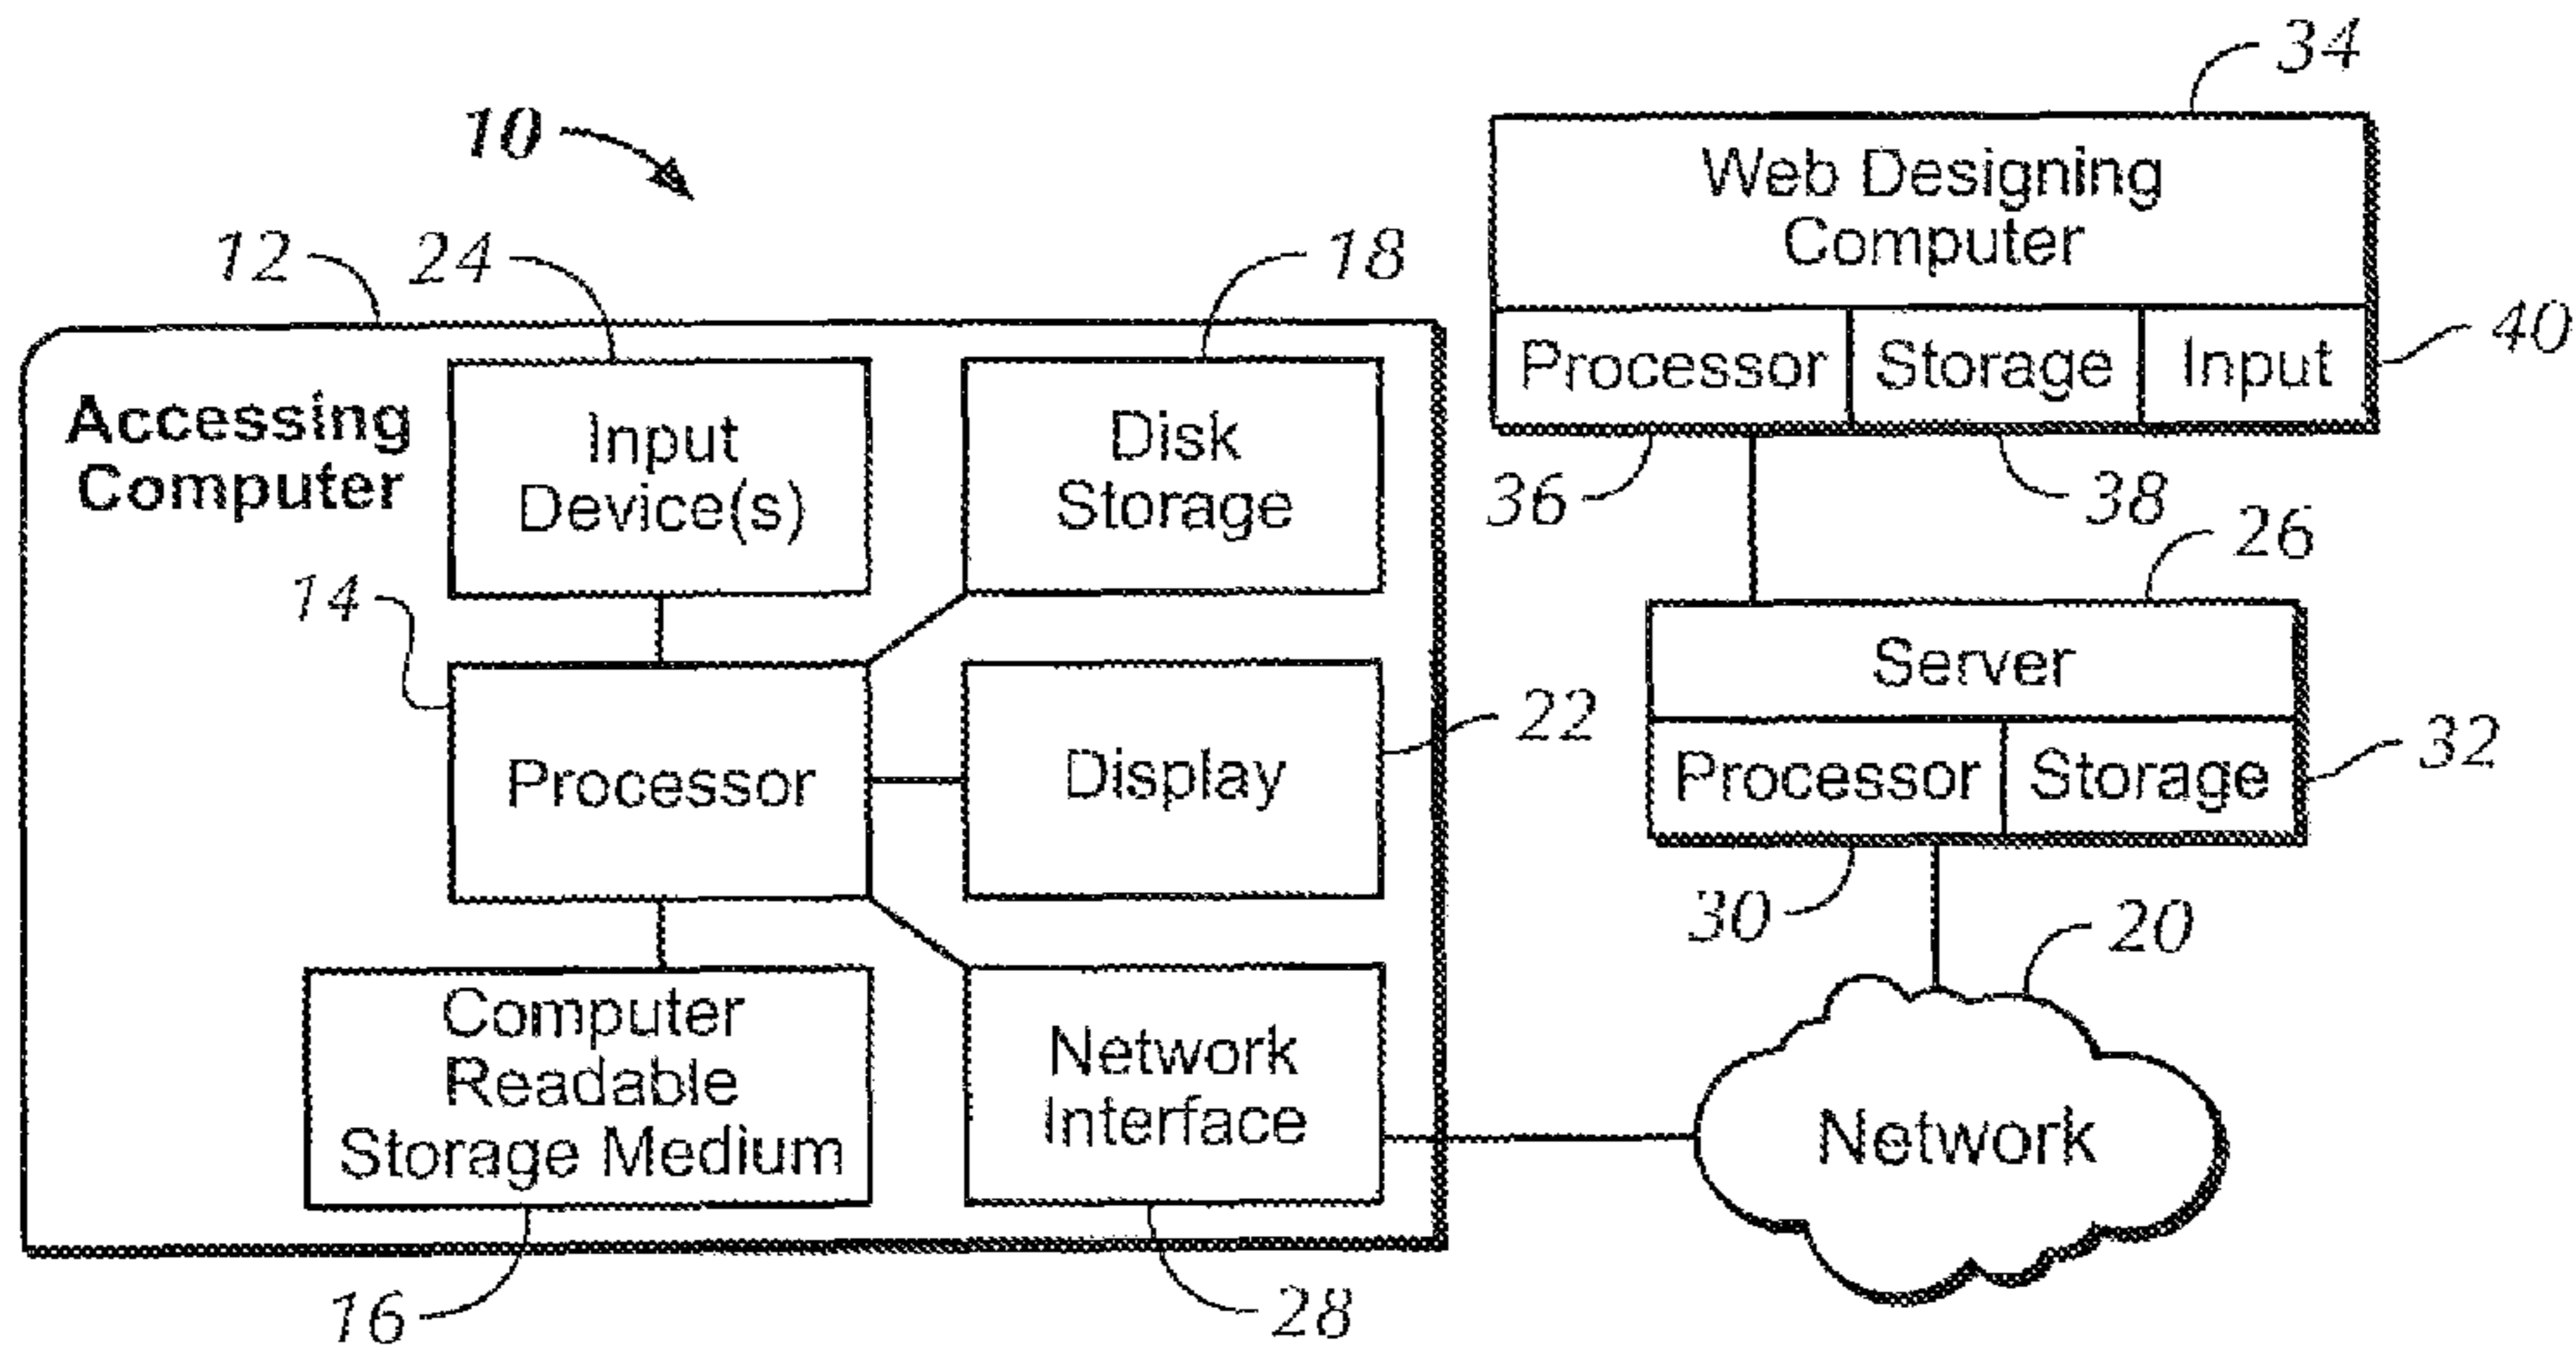 10
34
Web Designing
Computer
Processor Storage Input
40
36
38
12
24
18
Accessing
Computer
Input
Device(s)
Disk
Storage
14
Processor
Display
22
Computer
Readable
Storage Medium
Network
Interface
16
28
26
Server
Processor Storage
32
30
20
Network